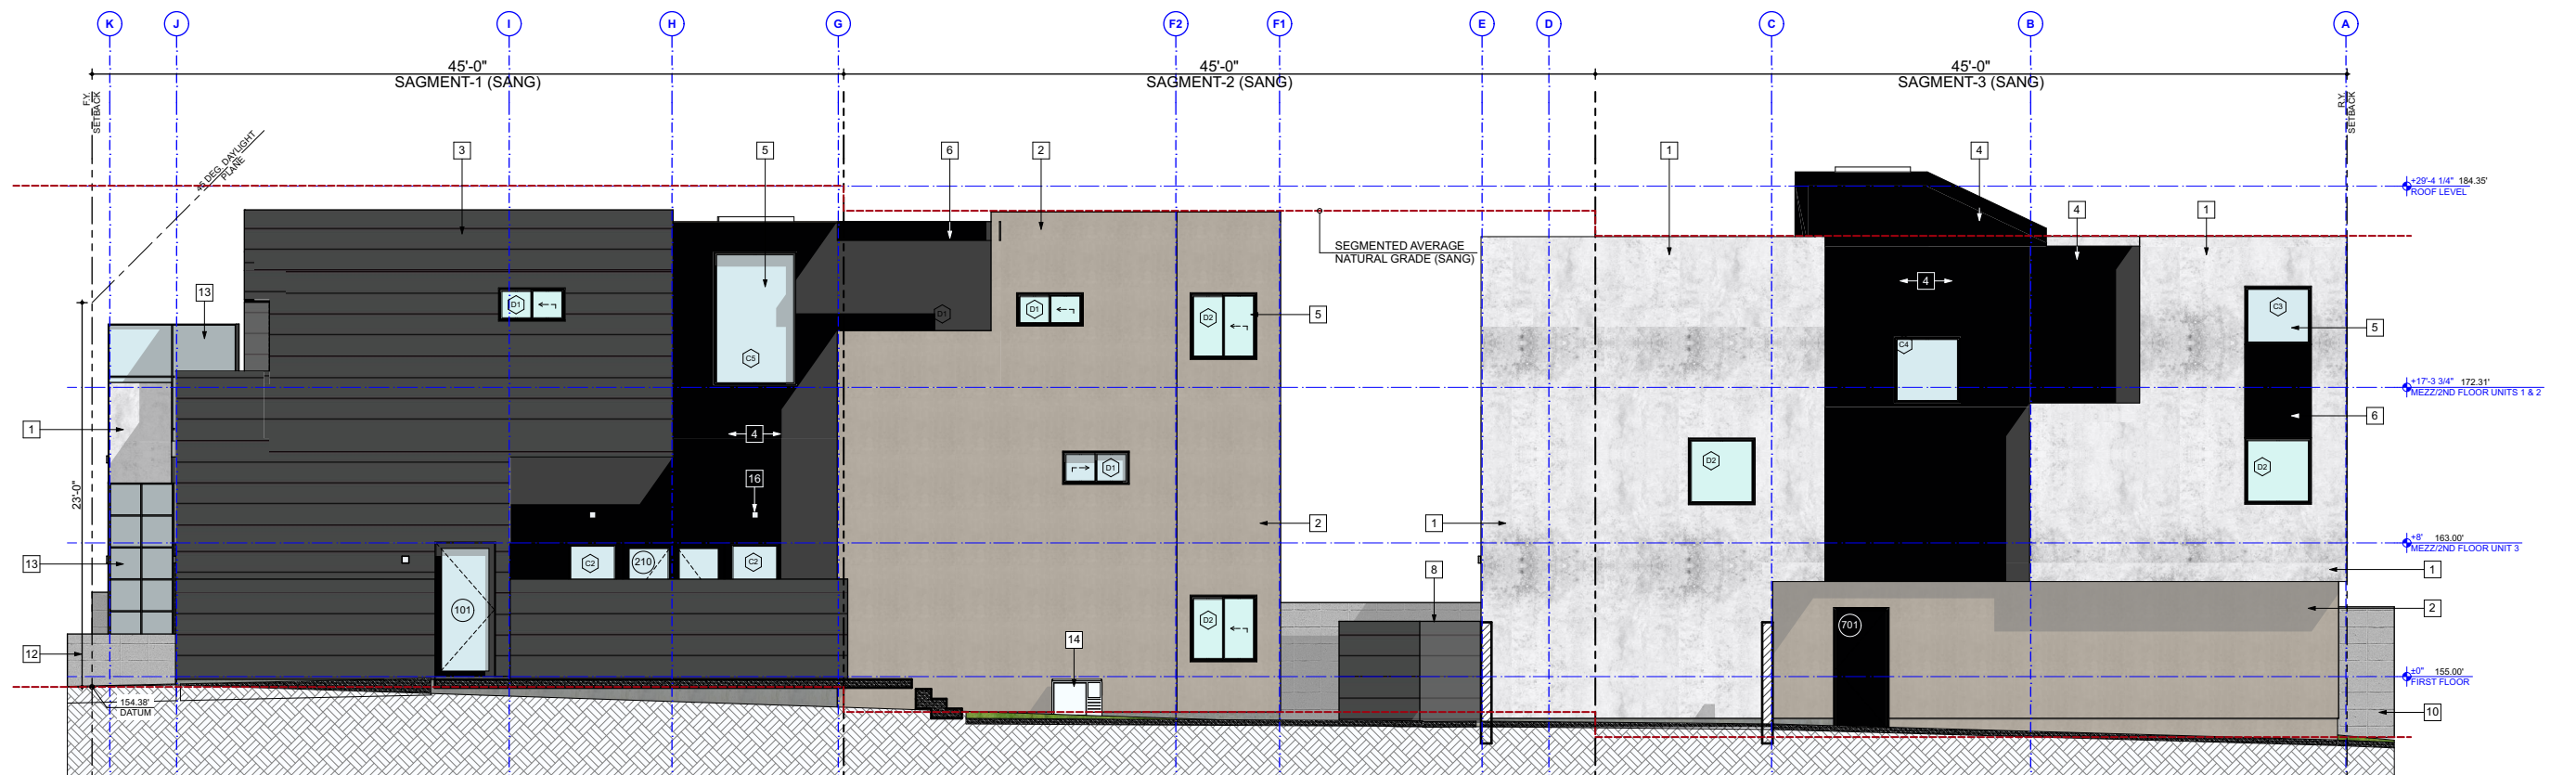 K J I H G F2 F1 E D C B A
45'-0" 45'-0" 45'-0"
SAGMENT-1 (SANG) SAGMENT-2 (SANG) SAGMENT-3 (SANG)
F.Y.
SETBACK
R.Y.
SETBACK
45 DEG. DAYLIGHT
PLANE
3 5 6 2 1 4
4 1
+29'-4 1/4" 184.35'
ROOF LEVEL
SEGMENTED AVERAGE
NATURAL GRADE (SANG)
13 4
D1 D1 D1 D2 5 C3 5
C5 C4
+17'-3 3/4" 172.31'
MEZZ/2ND FLOOR UNITS 1 & 2
1 4 6
D1 D2 D2
16
23'-0"
2 1
+8' 163.00'
MEZZ/2ND FLOOR UNIT 3
13 C2 210 C2 8 1
101 D2 701 2
12 14
±0" 155.00'
FIRST FLOOR
154.38'
DATUM
10